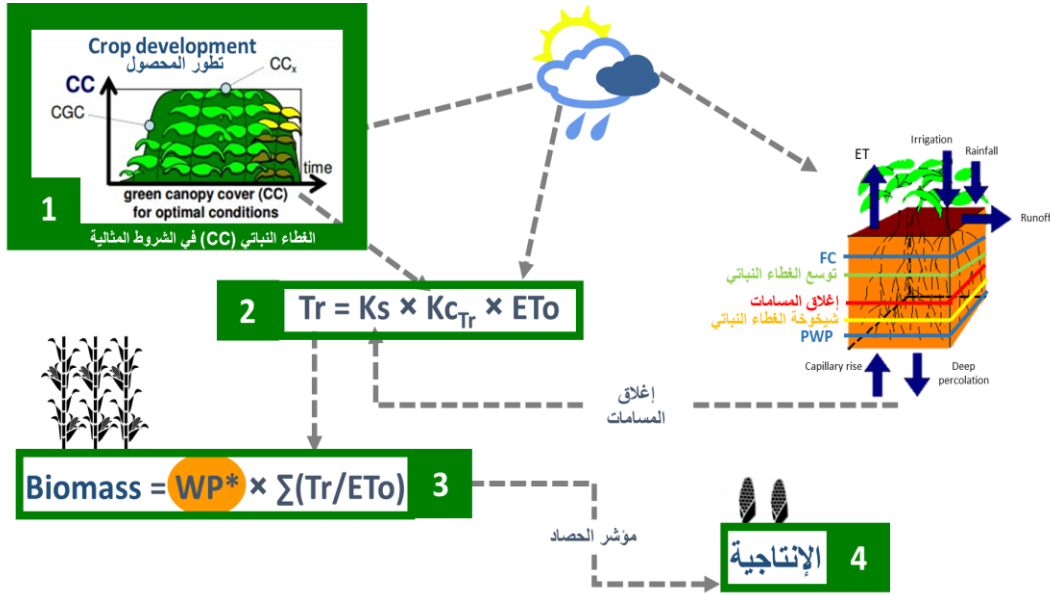 Crop development
تطور المحصول
CC
CCx
CGC
time
green canopy cover (CC)
for optimal conditions
1
الغطاء النباتي (CC) في الشروط المثالية
ET
Irrigation
Rainfall
Runoff
FC
توسع الغطاء النباتي
إغلاق المسامات
شيخوخة الغطاء النباتي
PWP
Capillary rise
Deep
percolation
2
Tr = Ks × KcTr × ETo
إغلاق
المسامات
Biomass = WP* × ∑(Tr/ETo)
3
مؤشر الحصاد
الإنتاجية
4